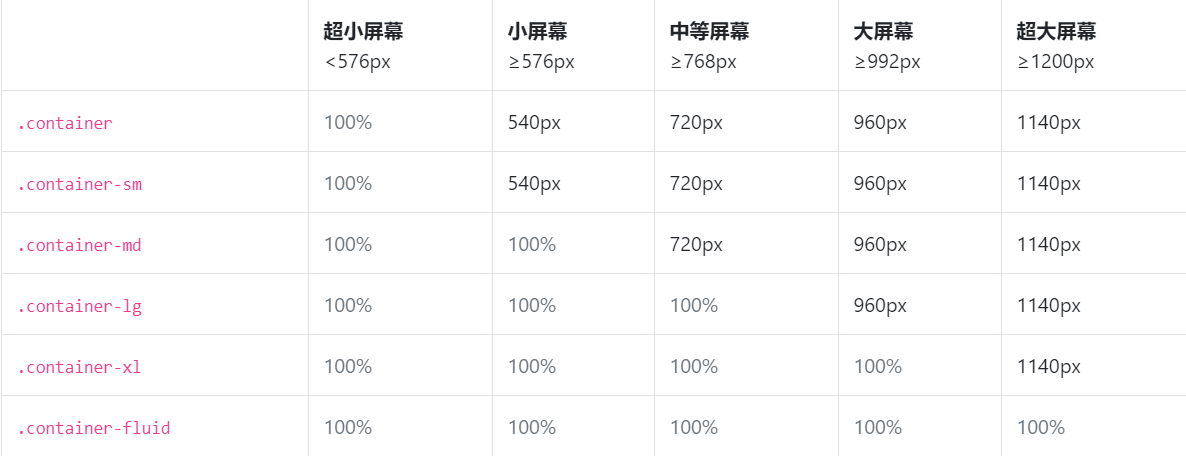 超小屏幕 小屏幕 中等屏幕 大屏幕 超大屏幕
<576px ≥576px ≥768px ≥992px ≥1200px
.container 100% 540px 720px 960px 1140px
.container-sm 100% 540px 720px 960px 1140px
.container-md 100% 100% 720px 960px 1140px
.container-lg 100% 100% 100% 960px 1140px
.container-xl 100% 100% 100% 100% 1140px
.container-fluid 100% 100% 100% 100% 100%